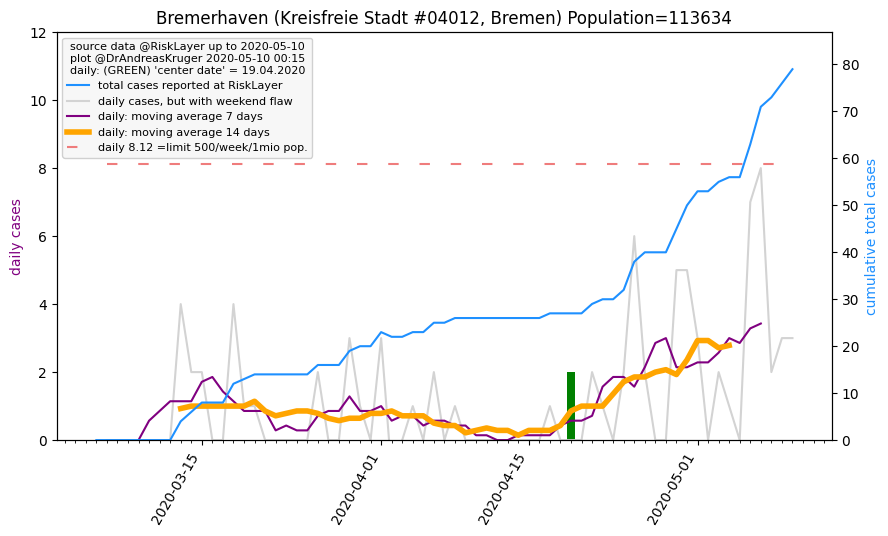 Bremerhaven (Kreisfreie Stadt #04012, Bremen) Population=113634
source data @RiskLayer up to 2020-05-10
plot @DrAndreasKruger 2020-05-10 00:15
daily: (GREEN) 'center date' = 19.04.2020
total cases reported at RiskLayer
daily cases, but with weekend flaw
daily: moving average 7 days
daily: moving average 14 days
daily 8.12 =limit 500/week/1mio pop.
daily cases
12
10
8
6
4
2
0
cumulative total cases
80
70
60
50
40
30
20
10
0
2020-03-15
2020-04-01
2020-04-15
2020-05-01